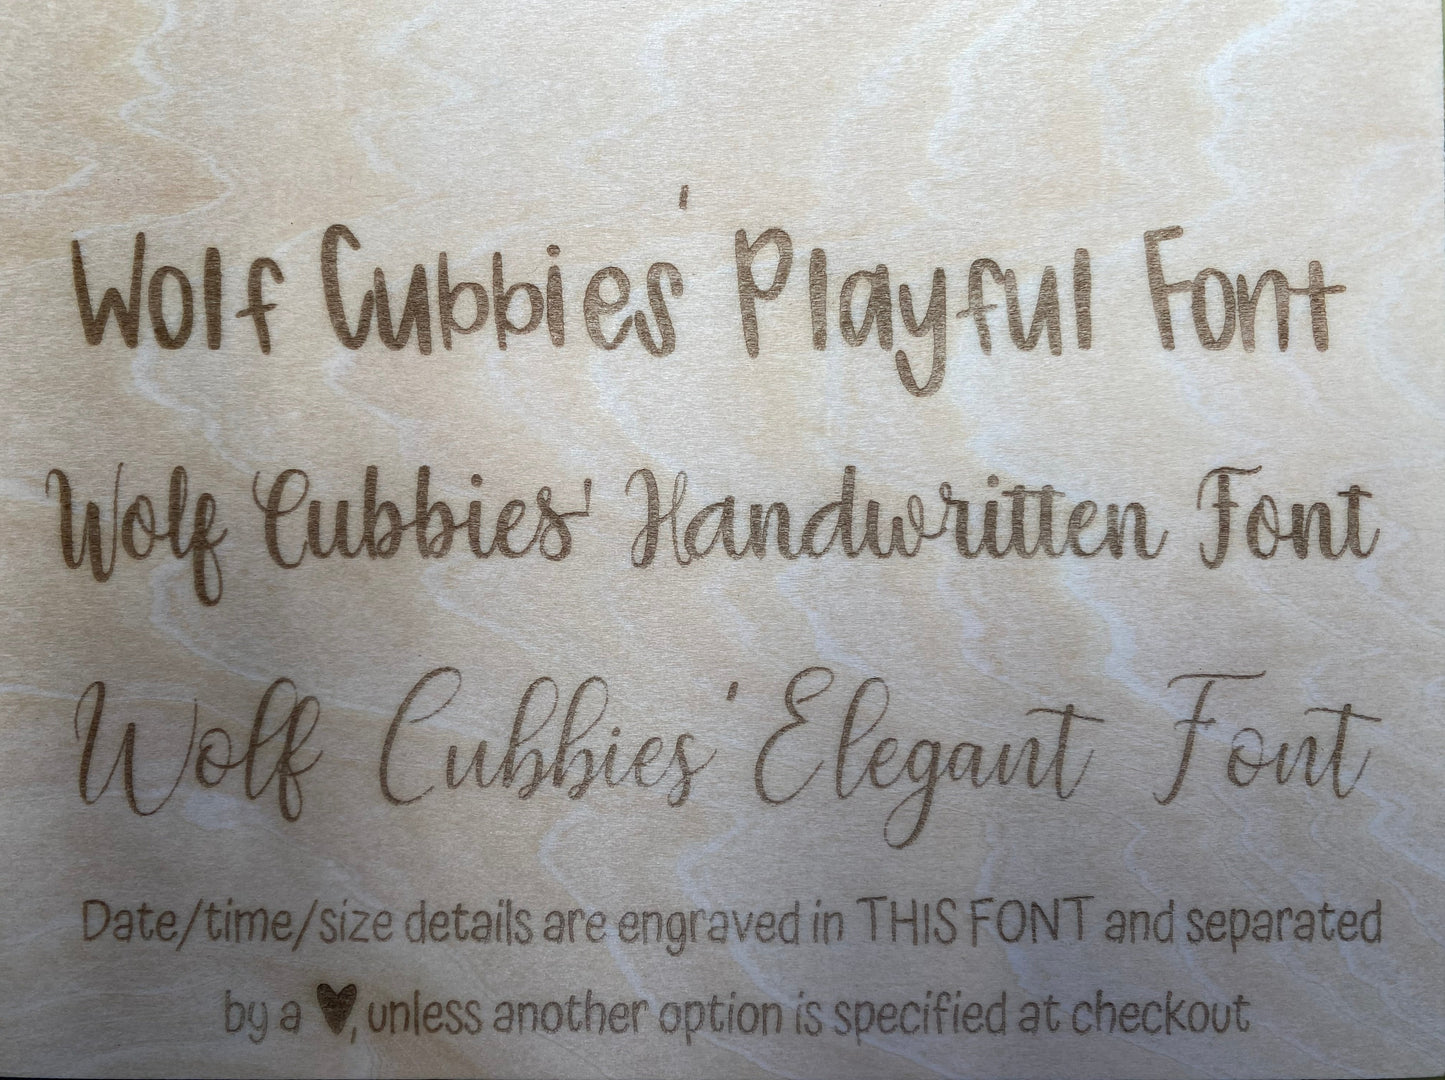 Wolf Cubbies' Playful Font
Wolf Cubbies' Handwritten Font
Wolf Cubbies' Elegant Font
Date/time/size details are engraved in THIS FONT and separated
by a ♥, unless another option is specified at checkout